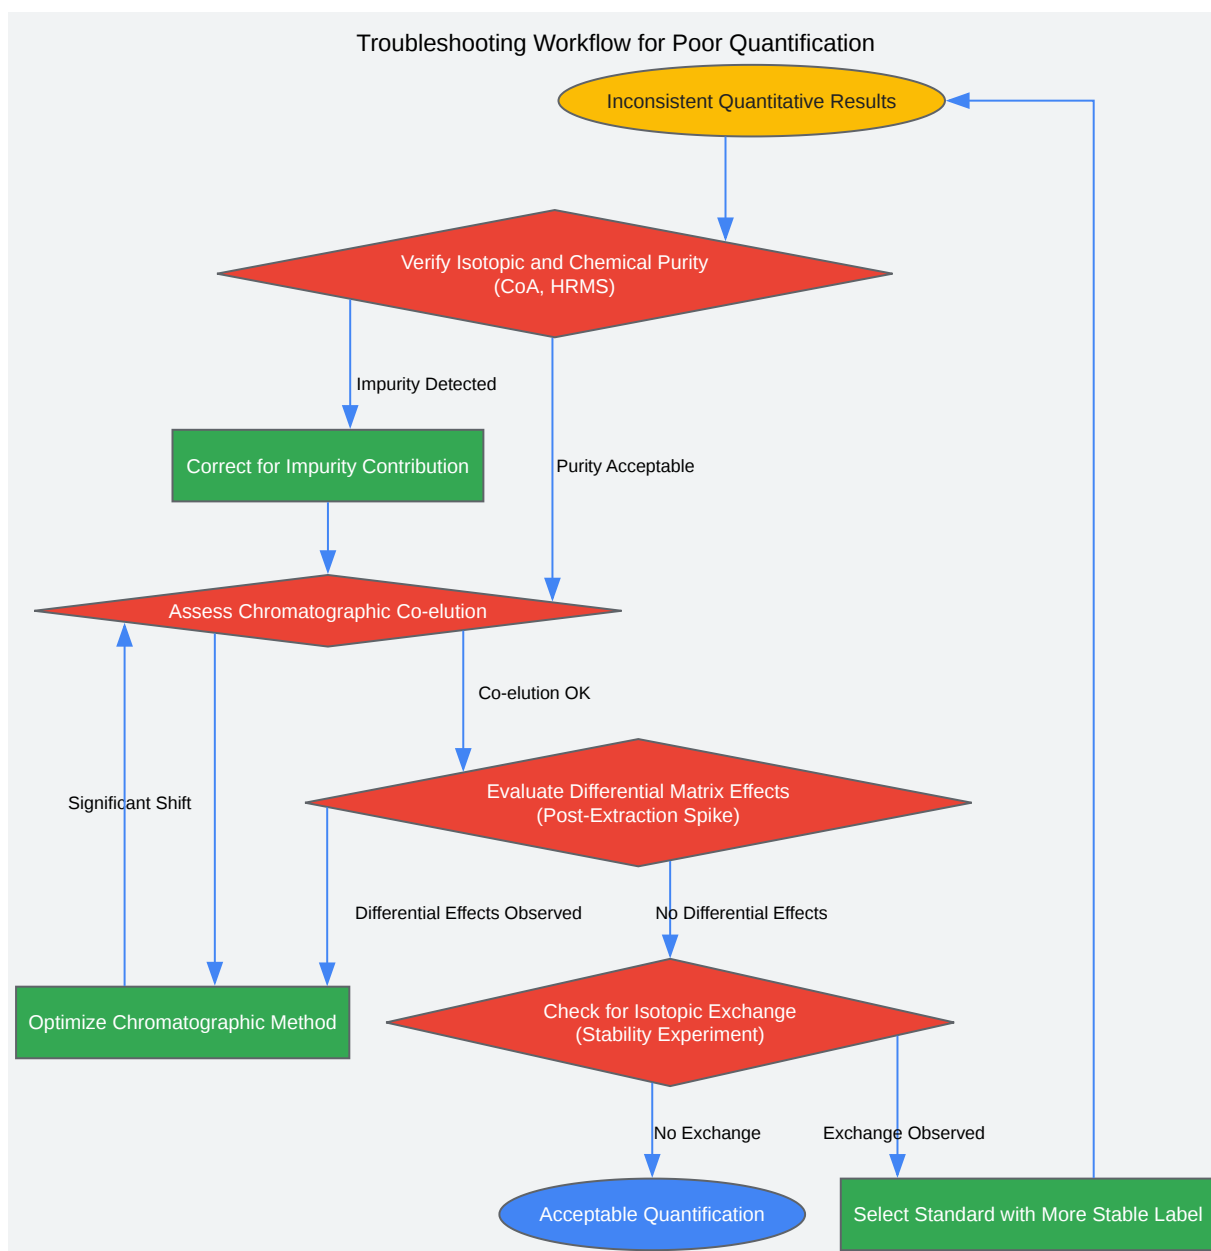 Troubleshooting Workflow for Poor Quantification
Inconsistent Quantitative Results
Verify Isotopic and Chemical Purity
(CoA, HRMS)
Impurity Detected
Correct for Impurity Contribution
Purity Acceptable
Assess Chromatographic Co-elution
Co-elution OK
Evaluate Differential Matrix Effects
(Post-Extraction Spike)
Significant Shift
Differential Effects Observed
No Differential Effects
Optimize Chromatographic Method
Check for Isotopic Exchange
(Stability Experiment)
No Exchange
Exchange Observed
Acceptable Quantification
Select Standard with More Stable Label